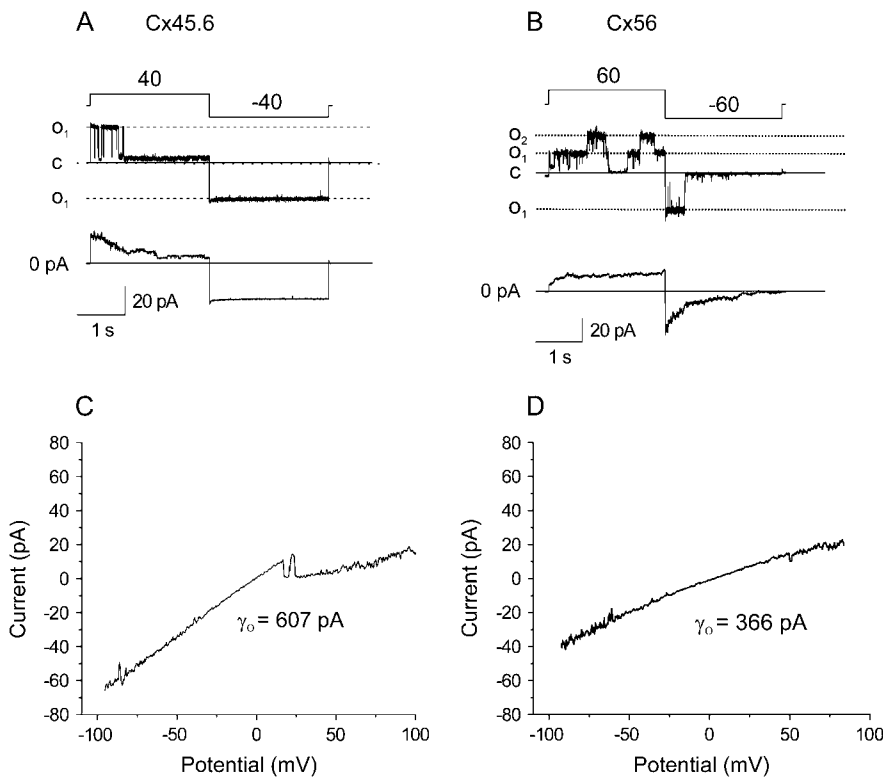 A Cx45.6
B Cx56
40
-40
O1
C
O1
0 pA
20 pA
1 s
60
-60
O2
O1
C
O1
0 pA
20 pA
1 s
C
80
60
40
20
0
-20
-40
-60
-80
Current (pA)
γo = 607 pA
-100 -50 0 50 100
Potential (mV)
D
80
60
40
20
0
-20
-40
-60
-80
Current (pA)
γo = 366 pA
-100 -50 0 50 100
Potential (mV)